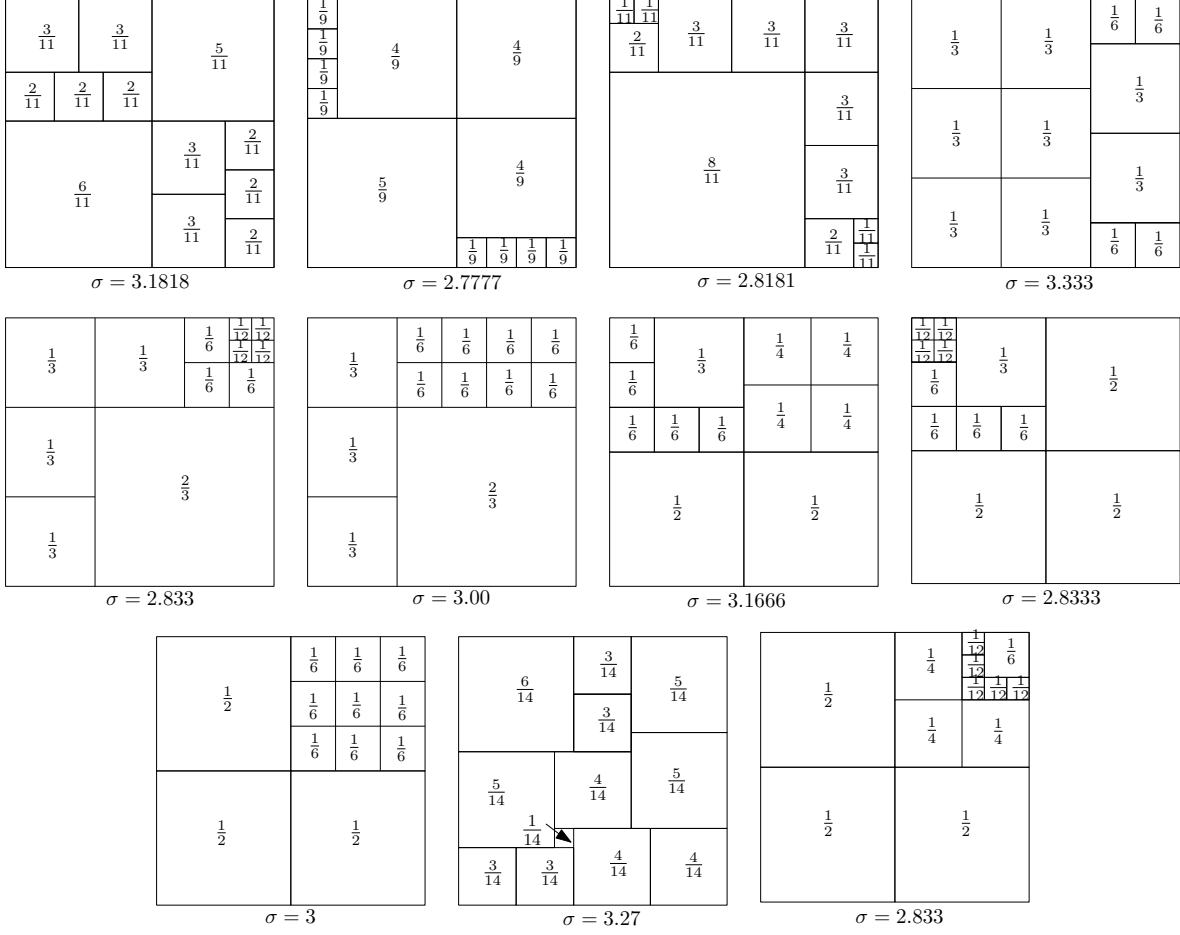 3/11 3/11 5/11
2/11 2/11 2/11
3/11 2/11
6/11 2/11
3/11 2/11
σ = 3.1818
1/9
1/9 4/9 4/9
1/9
1/9
5/9 4/9
1/9 1/9 1/9 1/9
σ = 2.7777
1/11 1/11
2/11 3/11 3/11 3/11
3/11
8/11 3/11
2/11 1/11
1/11
σ = 2.8181
1/6 1/6
1/3 1/3
1/3
1/3 1/3
1/3
1/3 1/3
1/6 1/6
σ = 3.333
1/3 1/3 1/6 1/12 1/12
1/12 1/12
1/6 1/6
1/3
2/3
1/3
σ = 2.833
1/3 1/6 1/6 1/6 1/6
1/6 1/6 1/6 1/6
1/3
2/3
1/3
σ = 3.00
1/6 1/3 1/4 1/4
1/6
1/6 1/6 1/6 1/4 1/4
1/2 1/2
σ = 3.1666
1/12 1/12
1/12 1/12 1/3 1/2
1/6
1/6 1/6 1/6
1/2 1/2
σ = 2.8333
1/6 1/6 1/6
1/2 1/6 1/6 1/6
1/6 1/6 1/6
1/2 1/2
σ = 3
6/14 3/14 5/14
3/14
5/14 4/14 5/14
1/14
3/14 3/14 4/14 4/14
σ = 3.27
1/12 1/6
1/2 1/4 1/12
1/12 1/12 1/12
1/4 1/4
1/2 1/2
σ = 2.833